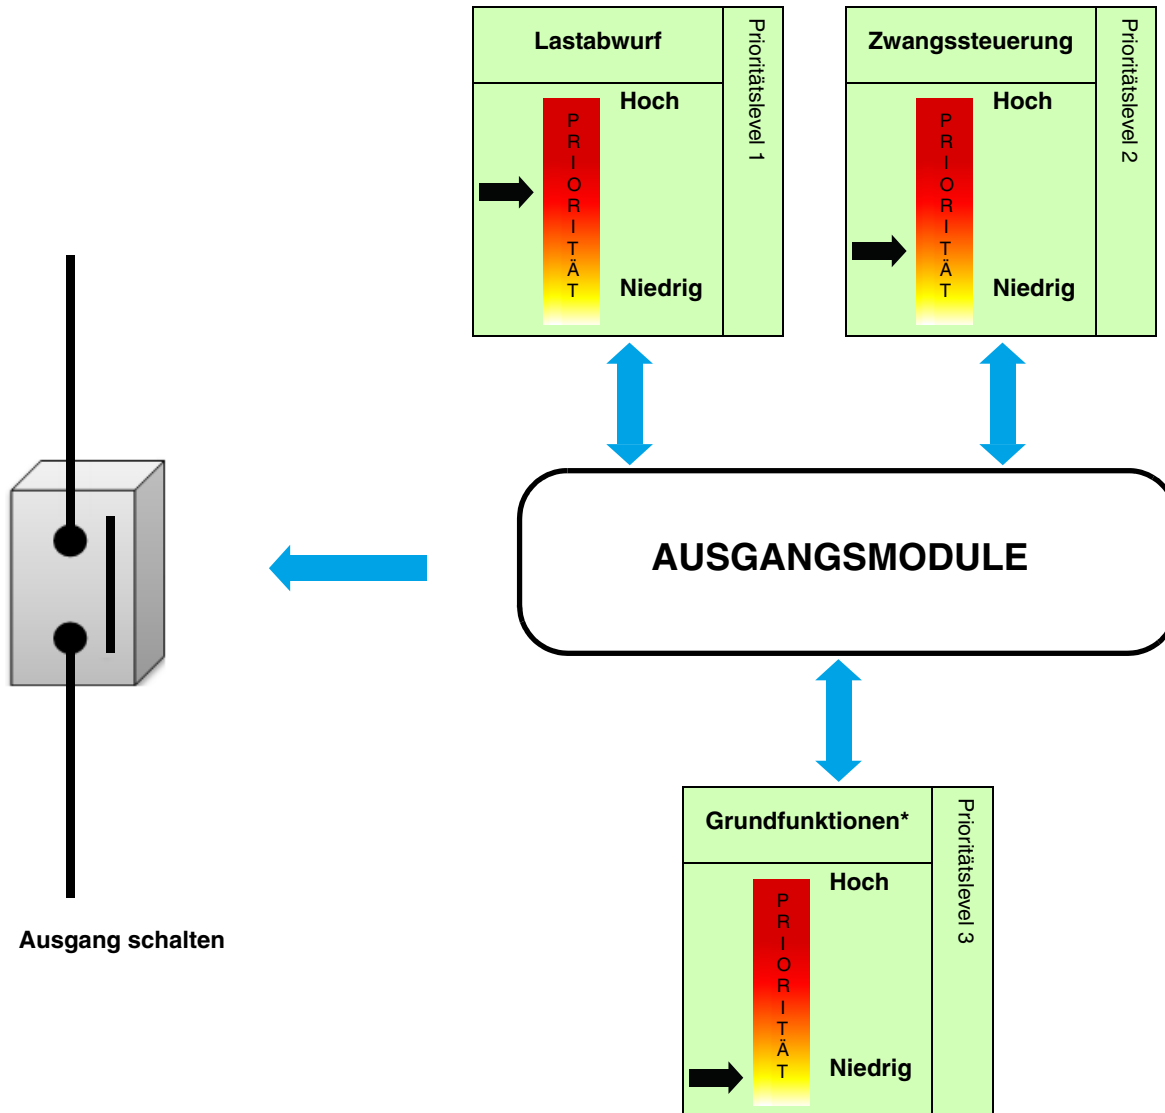 Lastabwurf
Prioritätslevel 1
Hoch
PRIORITÄT
Niedrig
Zwangssteuerung
Prioritätslevel 2
Hoch
PRIORITÄT
Niedrig
AUSGANGSMODULE
Ausgang schalten
Grundfunktionen*
Prioritätslevel 3
Hoch
PRIORITÄT
Niedrig